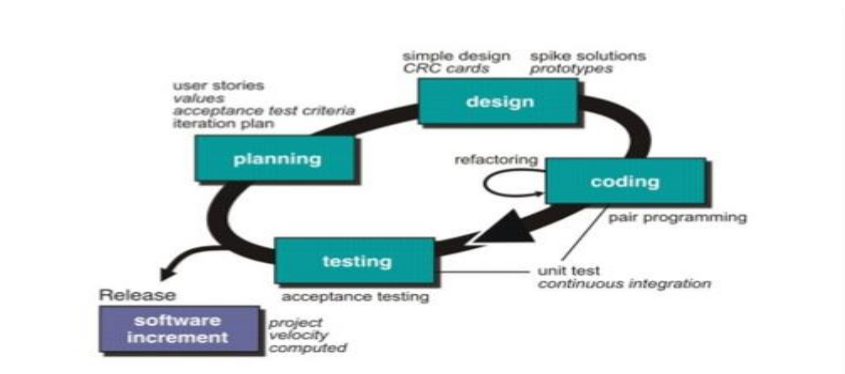 simple design
CRC cards
spike solutions
prototypes
design
user stories
values
acceptance test criteria
iteration plan
planning
refactoring
coding
pair programming
testing
unit test
continuous integration
acceptance testing
Release
software
increment
project
velocity
computed